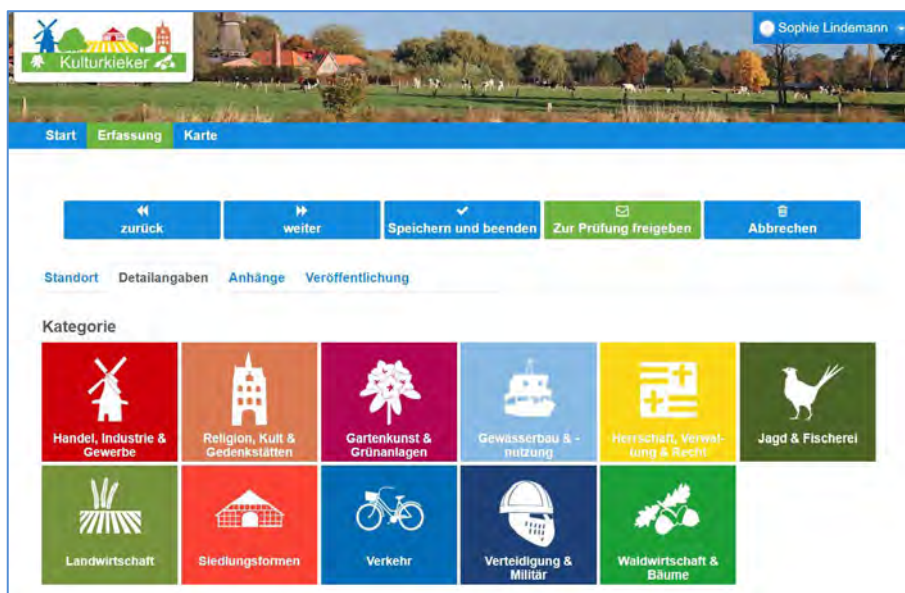 Kulturkieker
Sophie Lindemann
Start Erfassung Karte
zurück weiter Speichern und beenden Zur Prüfung freigeben Abbrechen
Standort Detailangaben Anhänge Veröffentlichung
Kategorie
Handel, Industrie &
Gewerbe
Religion, Kult &
Gedenkstätten
Gartenkunst &
Grünanlagen
Gewässerbau & -
nutzung
Herrschaft, Verwal-
tung & Recht
Jagd & Fischerei
Landwirtschaft
Siedlungsformen
Verkehr
Verteidigung &
Militär
Waldwirtschaft &
Bäume